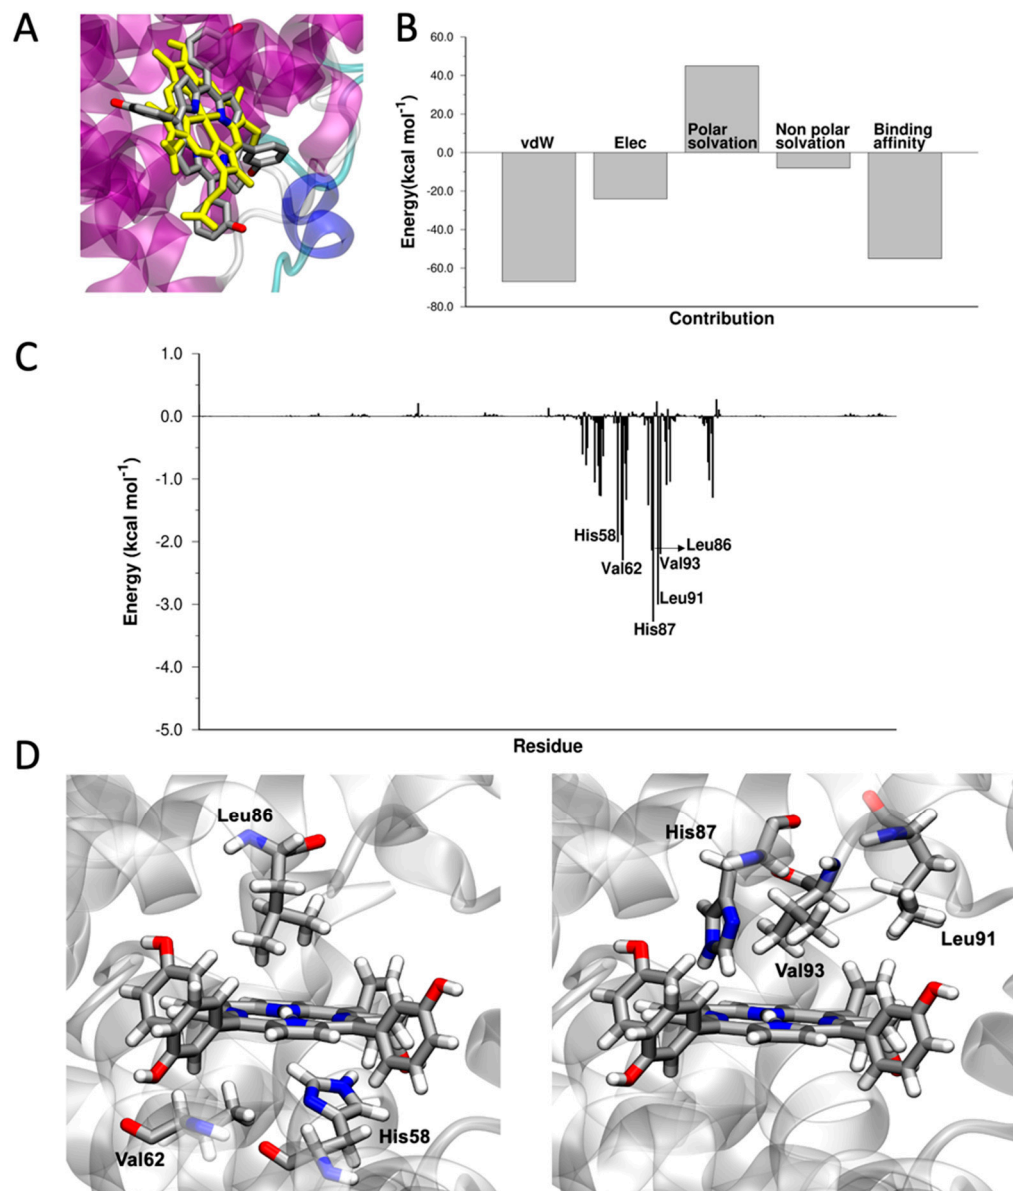 A
B
60.0
40.0
20.0
0.0
-20.0
-40.0
-60.0
-80.0
Energy(kcal mol-1)
vdW
Elec
Polar
solvation
Non polar
solvation
Binding
affinity
Contribution
C
1.0
0.0
-1.0
-2.0
-3.0
-4.0
-5.0
Energy (kcal mol-1)
His58
Val62
Leu86
Val93
Leu91
His87
Residue
D
Leu86
Val62
His58
His87
Val93
Leu91